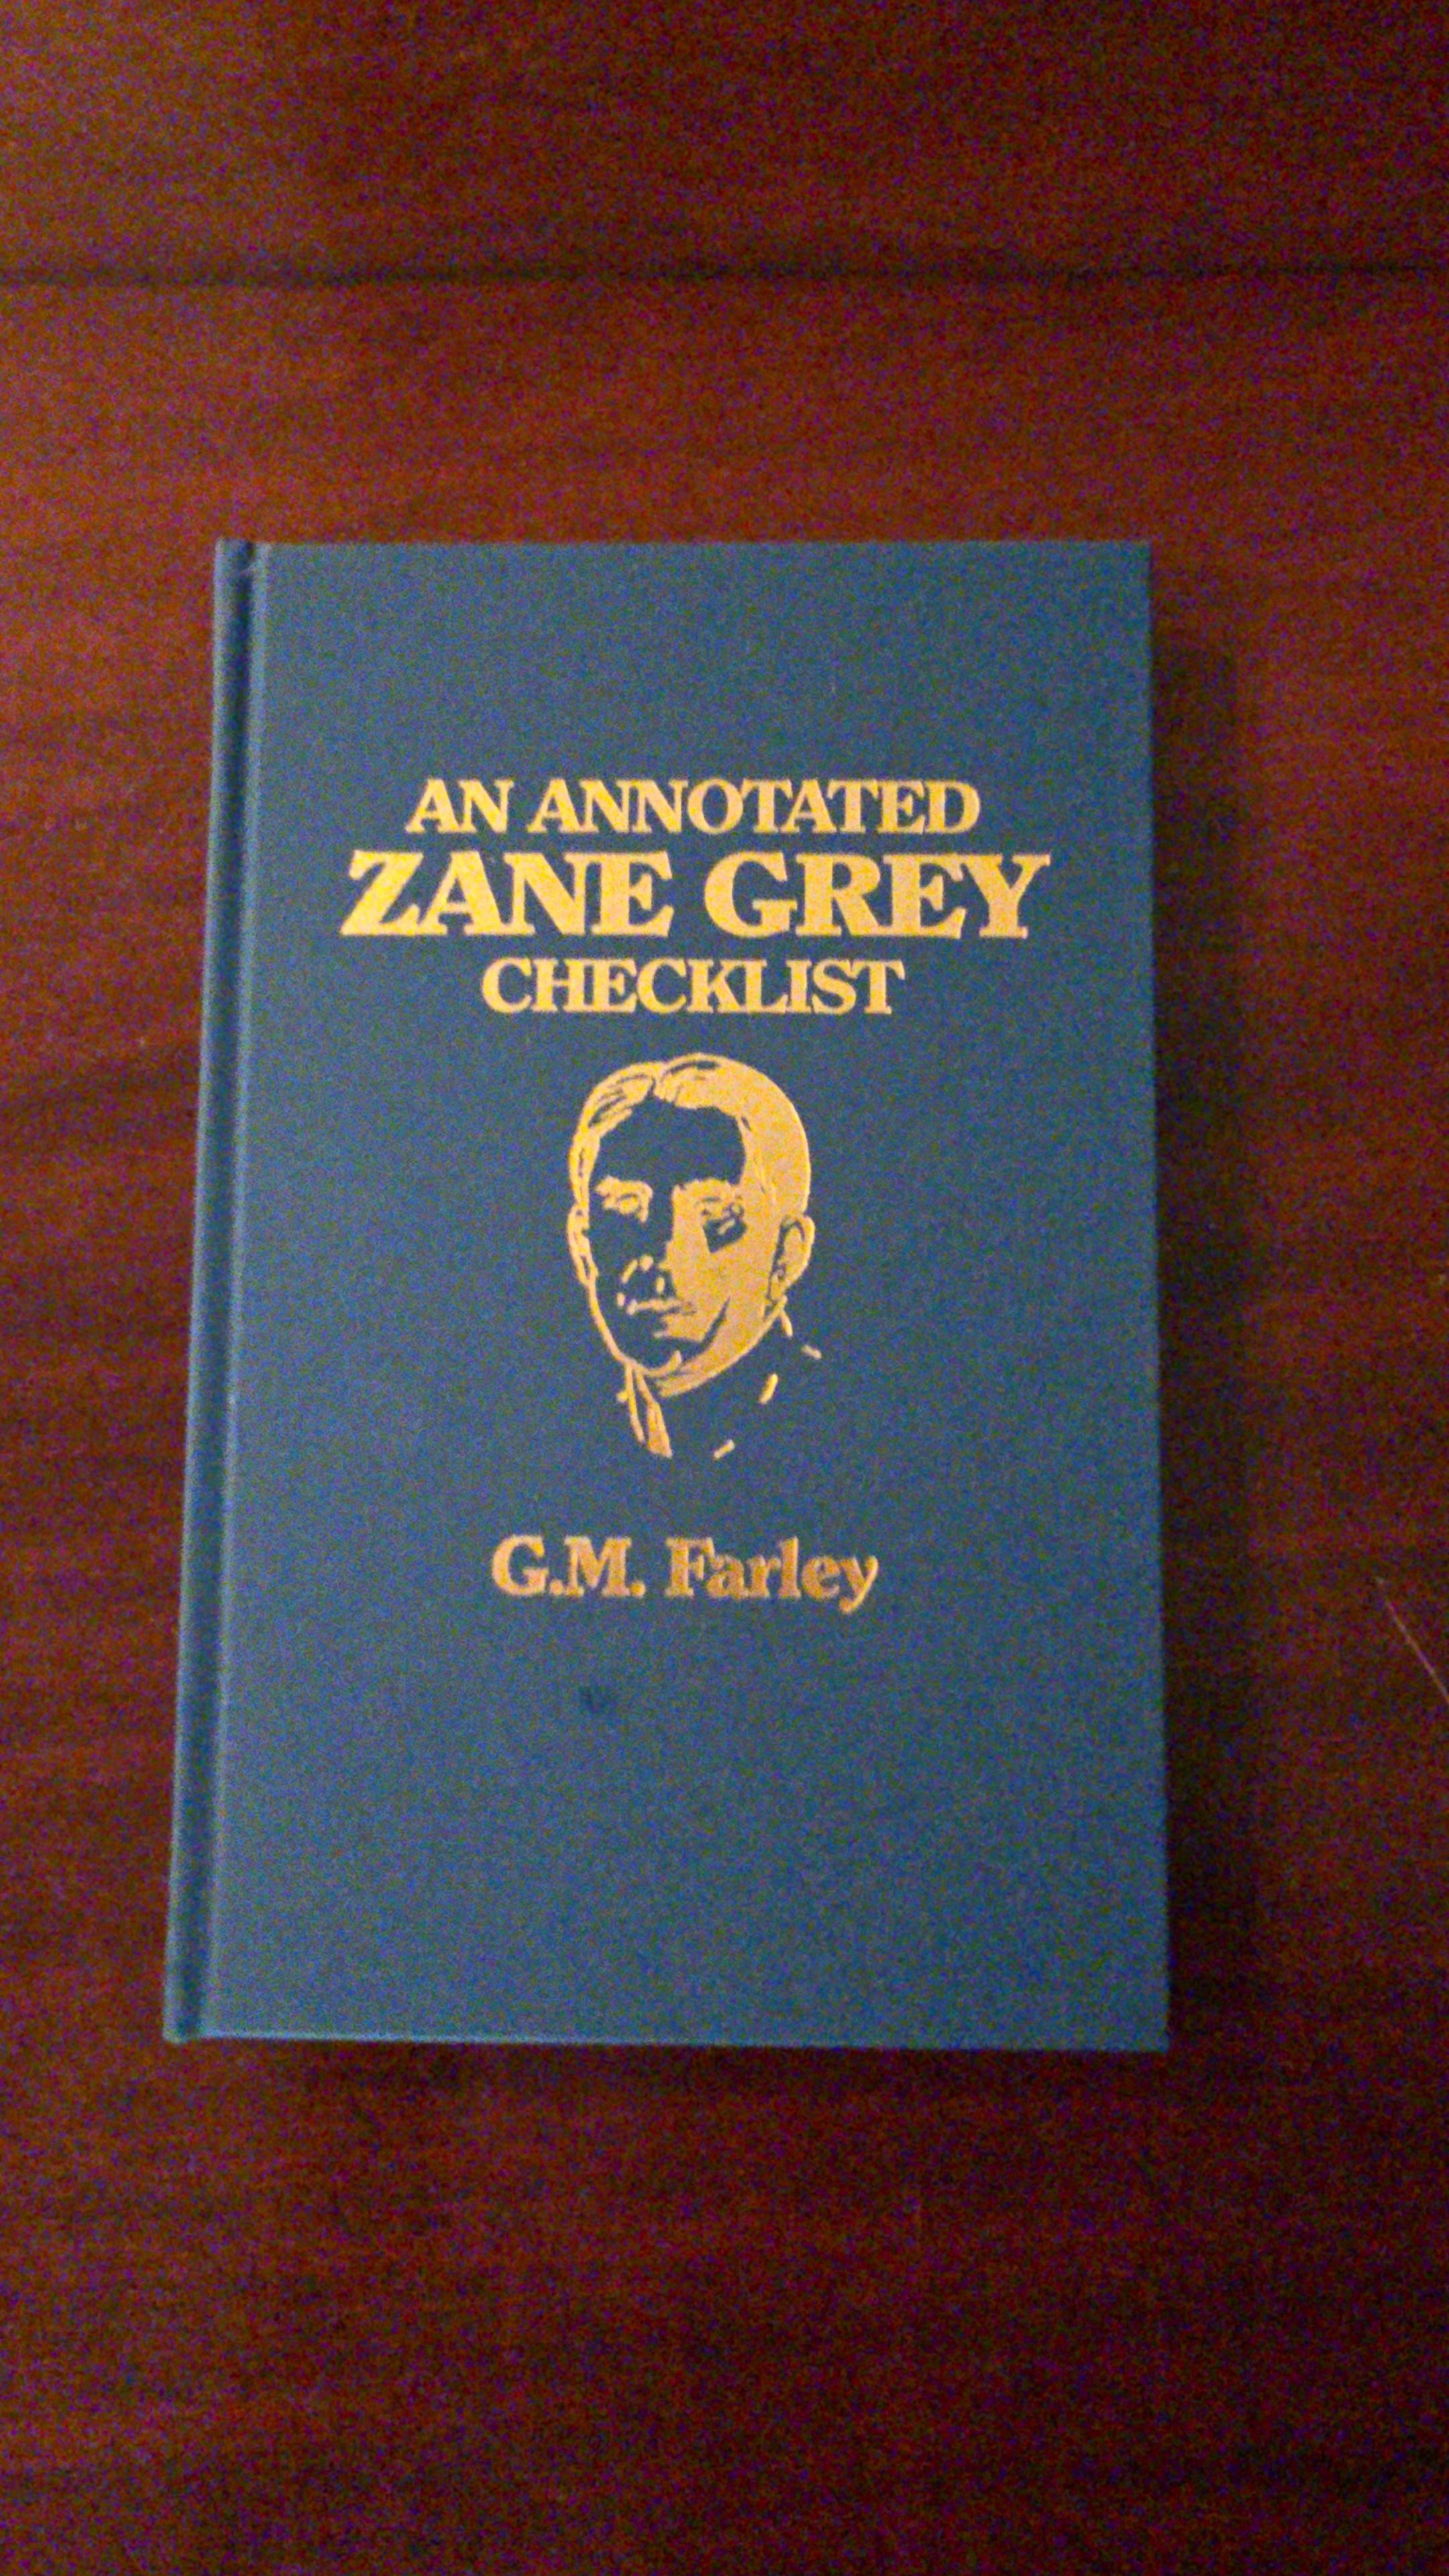 AN ANNOTATED
ZANE GREY
CHECKLIST
G.M. Farley